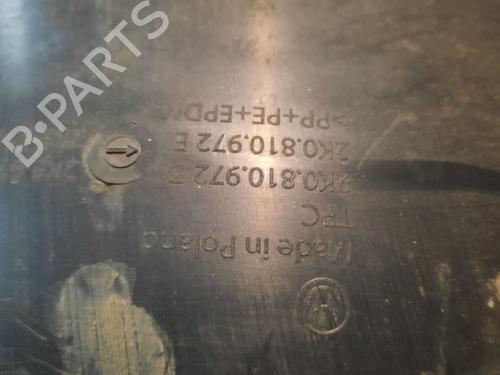 >PP+PE+EPDM
2K0.810.972 E
2K0.810.972 D
TPC
Made in Poland
B-PARTS